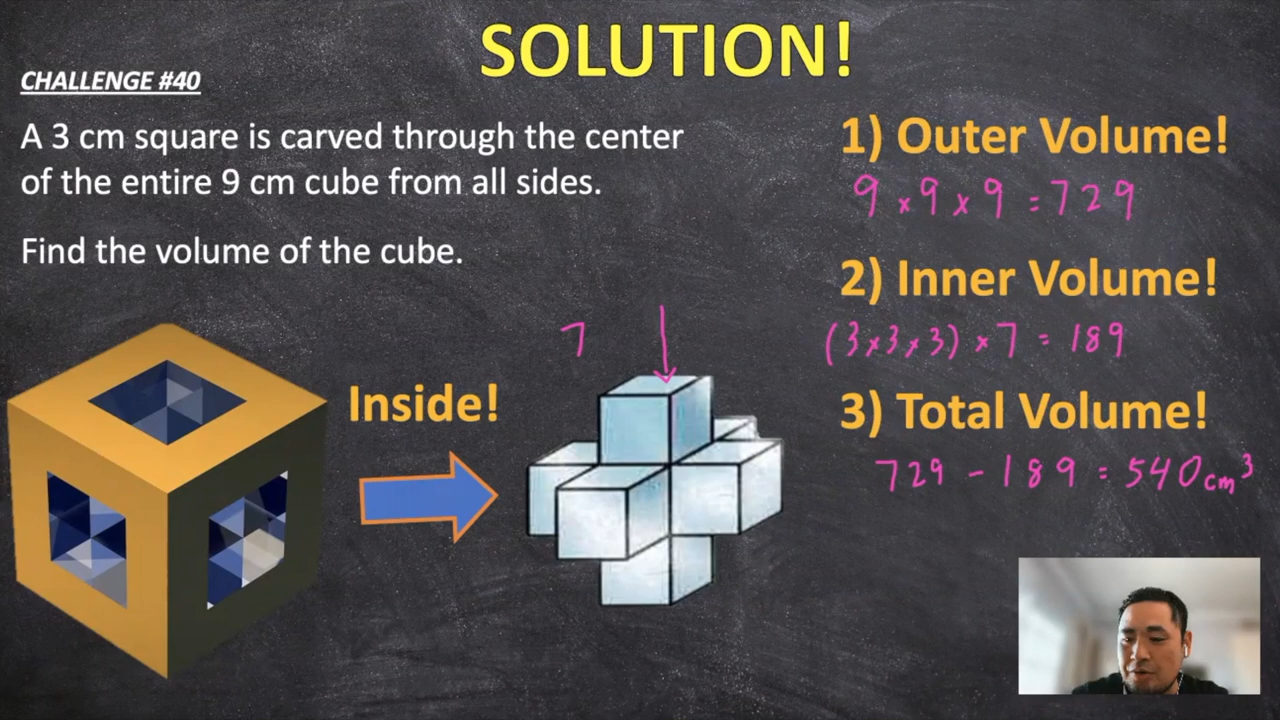 SOLUTION!
CHALLENGE #40
A 3 cm square is carved through the center
of the entire 9 cm cube from all sides.
Find the volume of the cube.
Inside!
7
1) Outer Volume!
9 x 9 x 9 = 729
2) Inner Volume!
(3x3x3) x 7 = 189
3) Total Volume!
729 - 189 = 540cm³